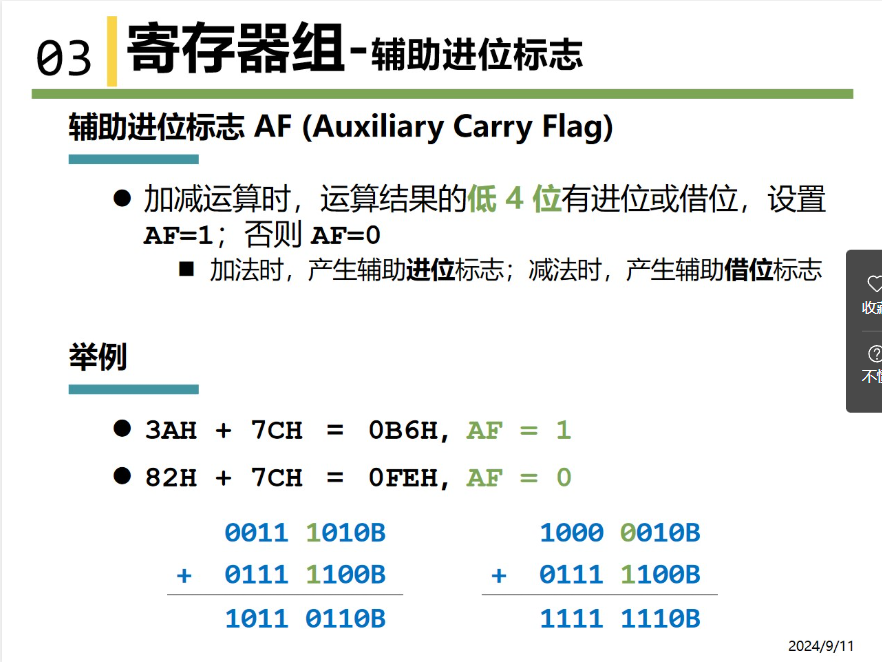 03 寄存器组-辅助进位标志
辅助进位标志 AF (Auxiliary Carry Flag)
● 加减运算时，运算结果的低 4 位有进位或借位，设置
AF=1；否则 AF=0
■ 加法时，产生辅助进位标志；减法时，产生辅助借位标志
收
不
举例
● 3AH + 7CH = 0B6H, AF = 1
● 82H + 7CH = 0FEH, AF = 0
0011 1010B
+ 0111 1100B
1011 0110B
1000 0010B
+ 0111 1100B
1111 1110B
2024/9/11